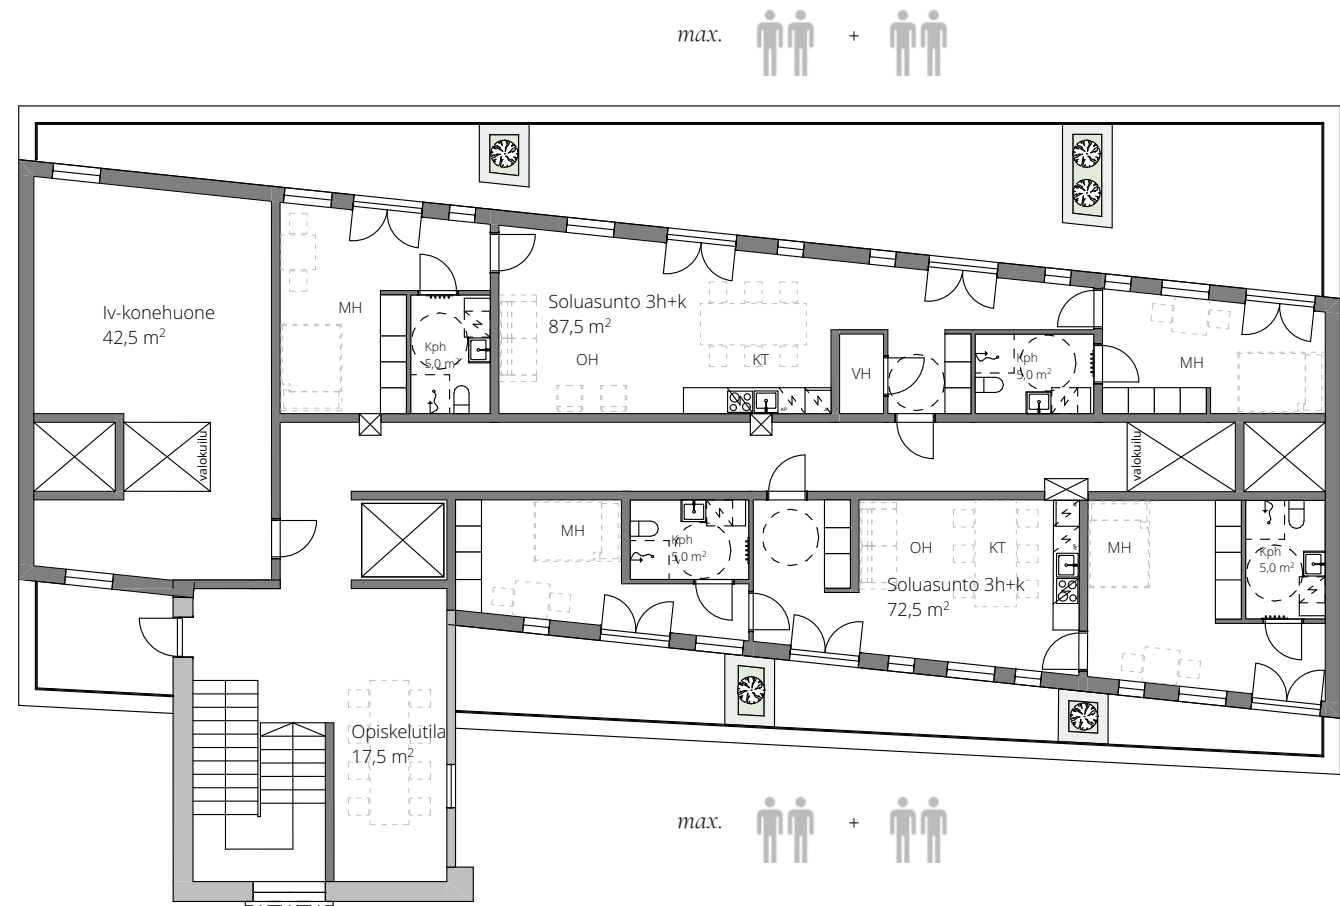 max. +
Iv-konehuone
42,5 m²
MH
Kph
5,0 m²
Soluasunto 3h+k
87,5 m²
OH
KT
VH
Kph
5,0 m²
MH
valokuilu
valokuilu
MH
Kph
5,0 m²
OH
KT
Soluasunto 3h+k
72,5 m²
MH
Kph
5,0 m²
Opiskelutila
17,5 m²
max. +